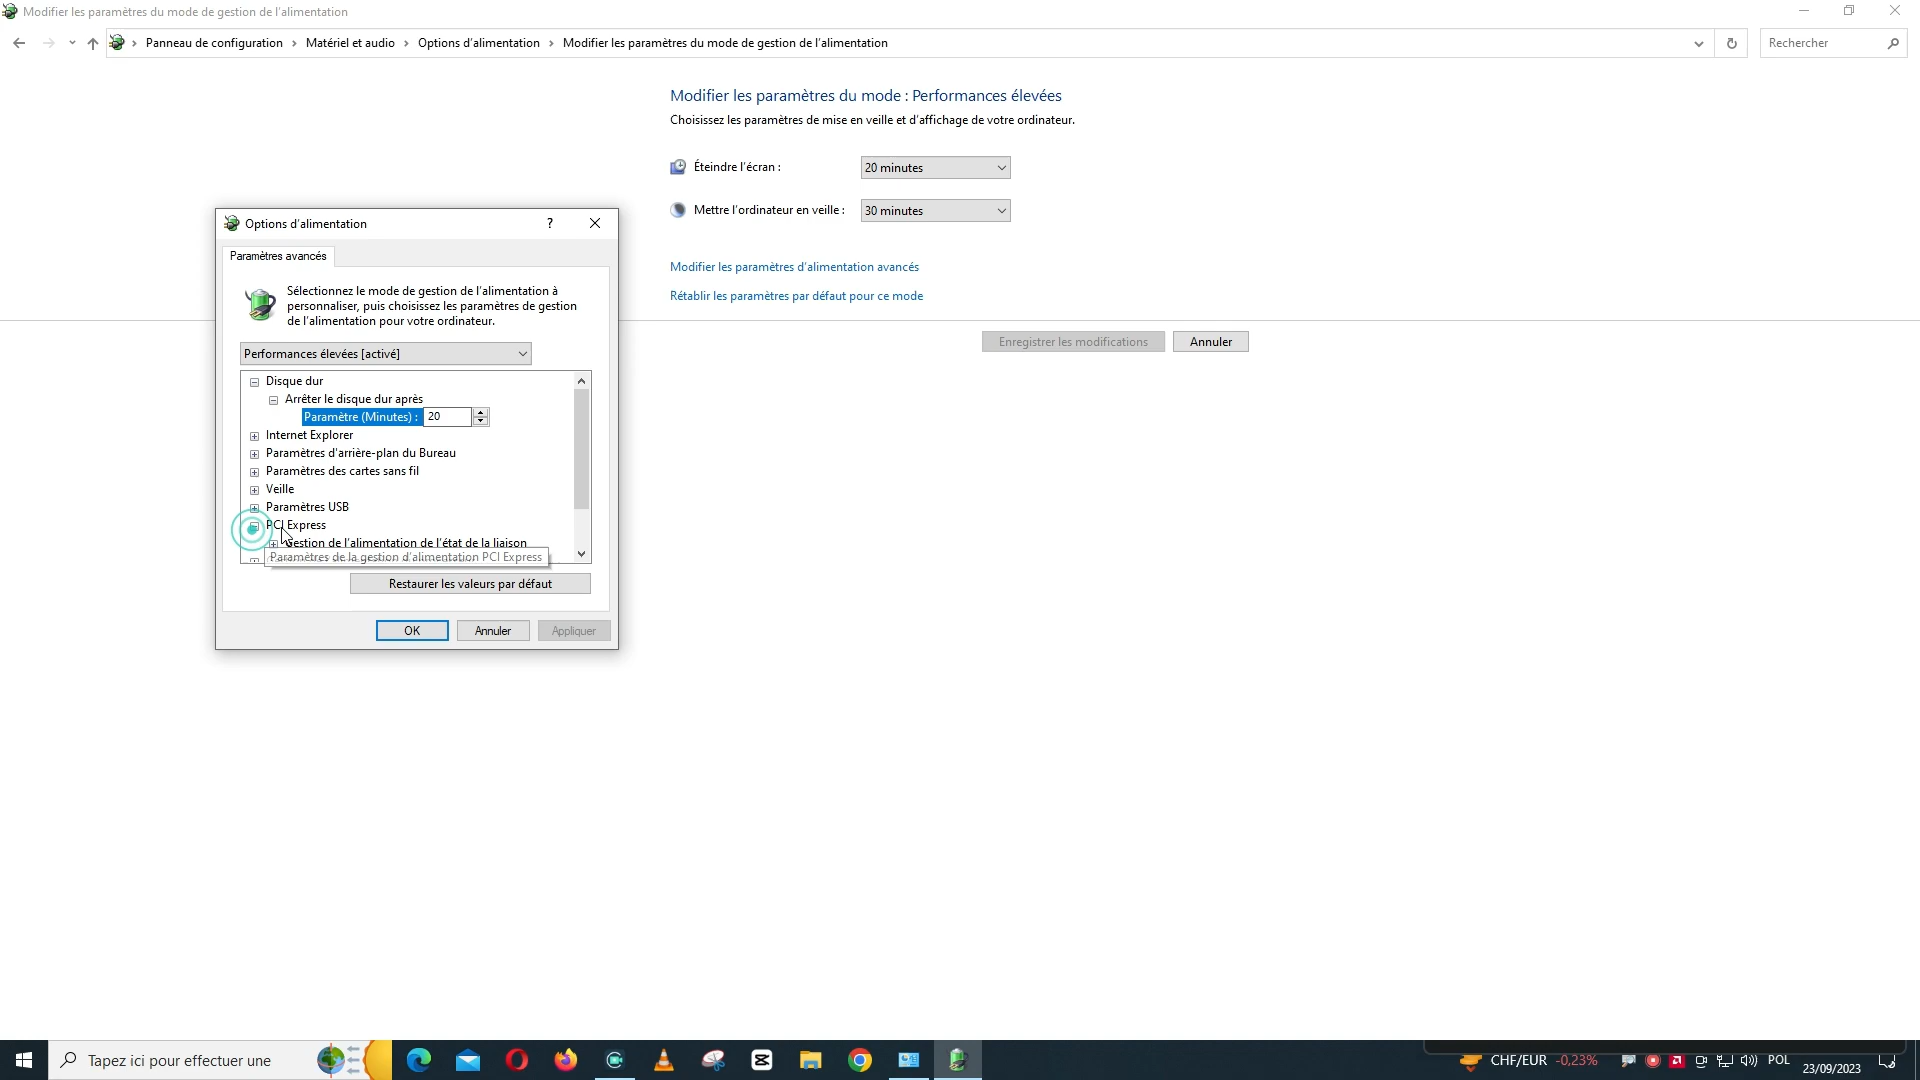 Modifier les paramètres du mode de gestion de l'alimentation
Panneau de configuration › Matériel et audio › Options d'alimentation › Modifier les paramètres du mode de gestion de l'alimentation
Rechercher
Modifier les paramètres du mode : Performances élevées
Choisissez les paramètres de mise en veille et d'affichage de votre ordinateur.
Éteindre l'écran :
20 minutes
Mettre l'ordinateur en veille :
30 minutes
Modifier les paramètres d'alimentation avancés
Rétablir les paramètres par défaut pour ce mode
Enregistrer les modifications
Annuler
Options d'alimentation
?
Paramètres avancés
Sélectionnez le mode de gestion de l'alimentation à
personnaliser, puis choisissez les paramètres de gestion
de l'alimentation pour votre ordinateur.
Performances élevées [activé]
Disque dur
Arrêter le disque dur après
Paramètre (Minutes) : 20
Internet Explorer
Paramètres d'arrière-plan du Bureau
Paramètres des cartes sans fil
Veille
Paramètres USB
PCI Express
Gestion de l'alimentation de l'état de la liaison
Paramètres de la gestion d'alimentation PCI Express
Restaurer les valeurs par défaut
OK
Annuler
Appliquer
Tapez ici pour effectuer une
CHF/EUR -0,23%
POL
23/09/2023